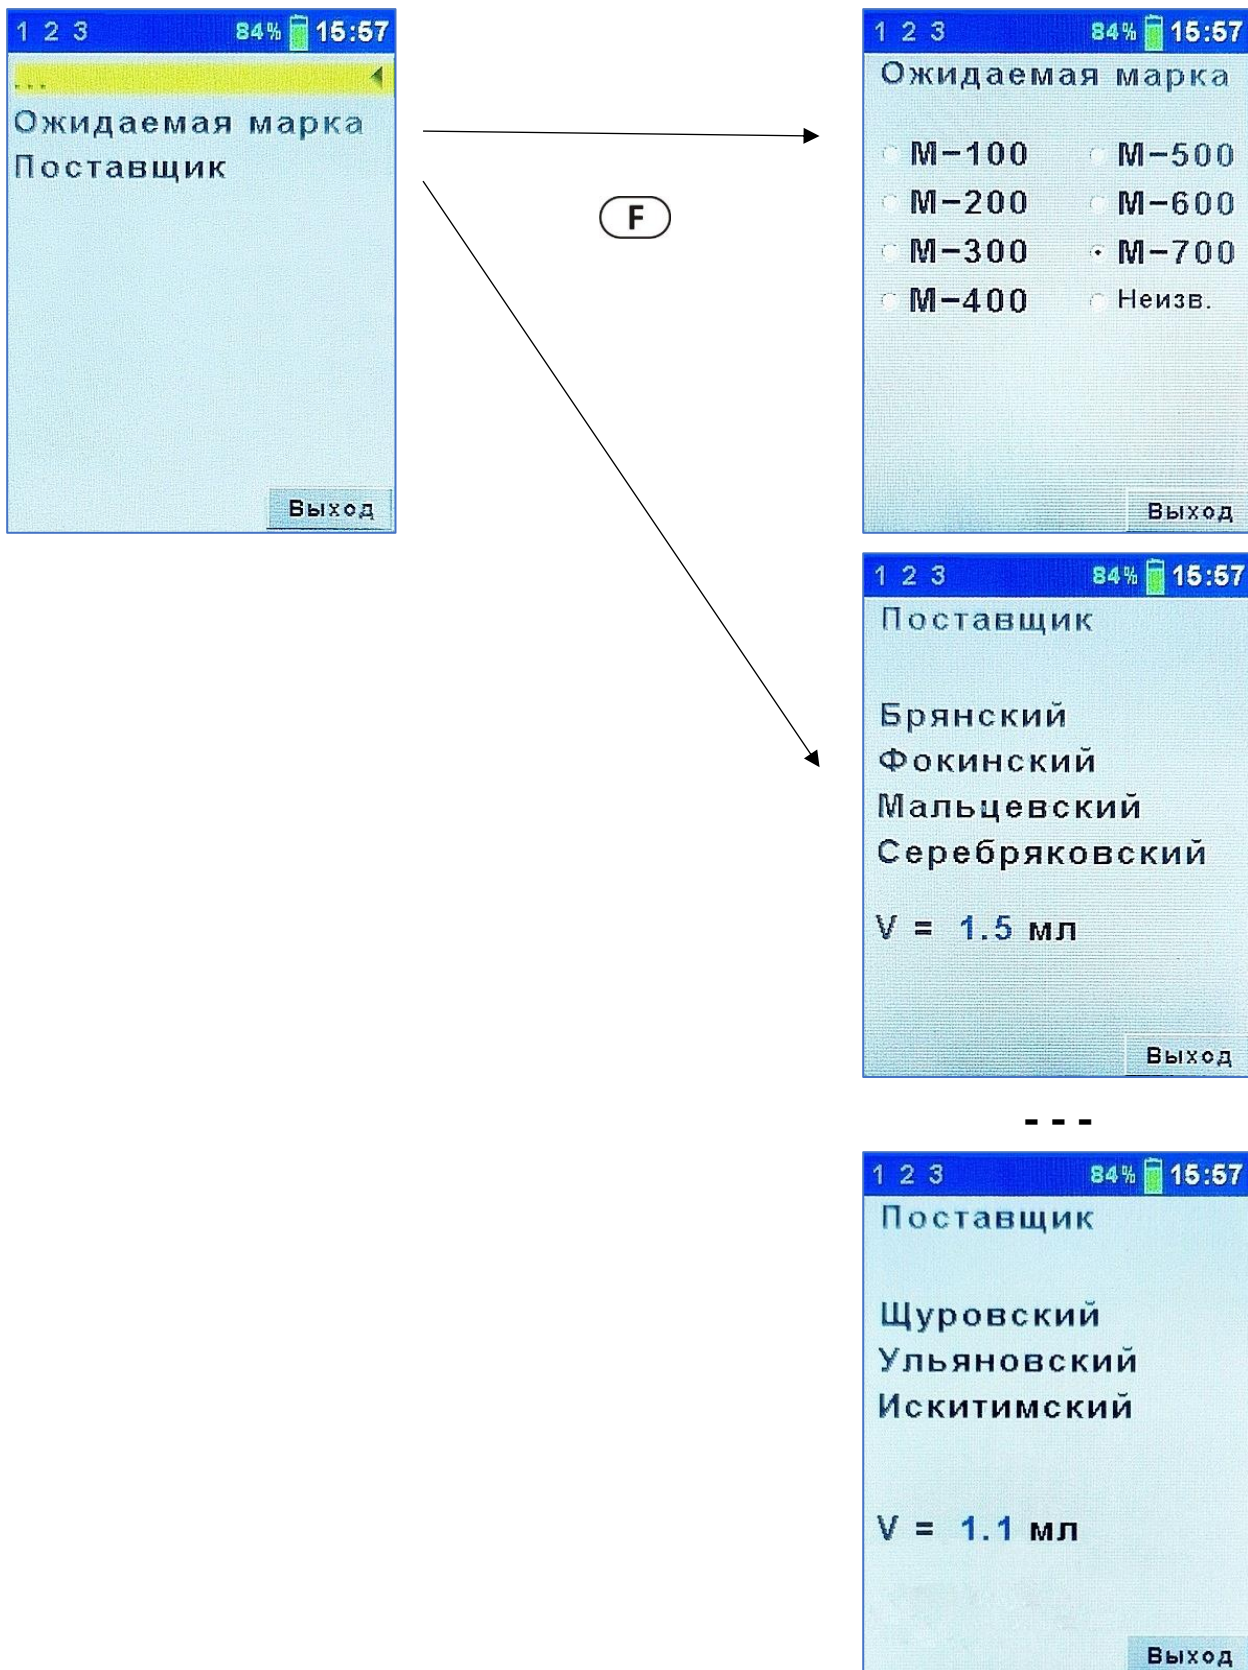 1 2 3 84% 15:57
...
Ожидаемая марка
Поставщик
Выход
F
1 2 3 84% 15:57
Ожидаемая марка
М-100 М-500
М-200 М-600
М-300 М-700
М-400 Неизв.
Выход
1 2 3 84% 15:57
Поставщик
Брянский
Фокинский
Мальцевский
Серебряковский
V = 1.5 мл
Выход
- - -
1 2 3 84% 15:57
Поставщик
Щуровский
Ульяновский
Искитимский
V = 1.1 мл
Выход